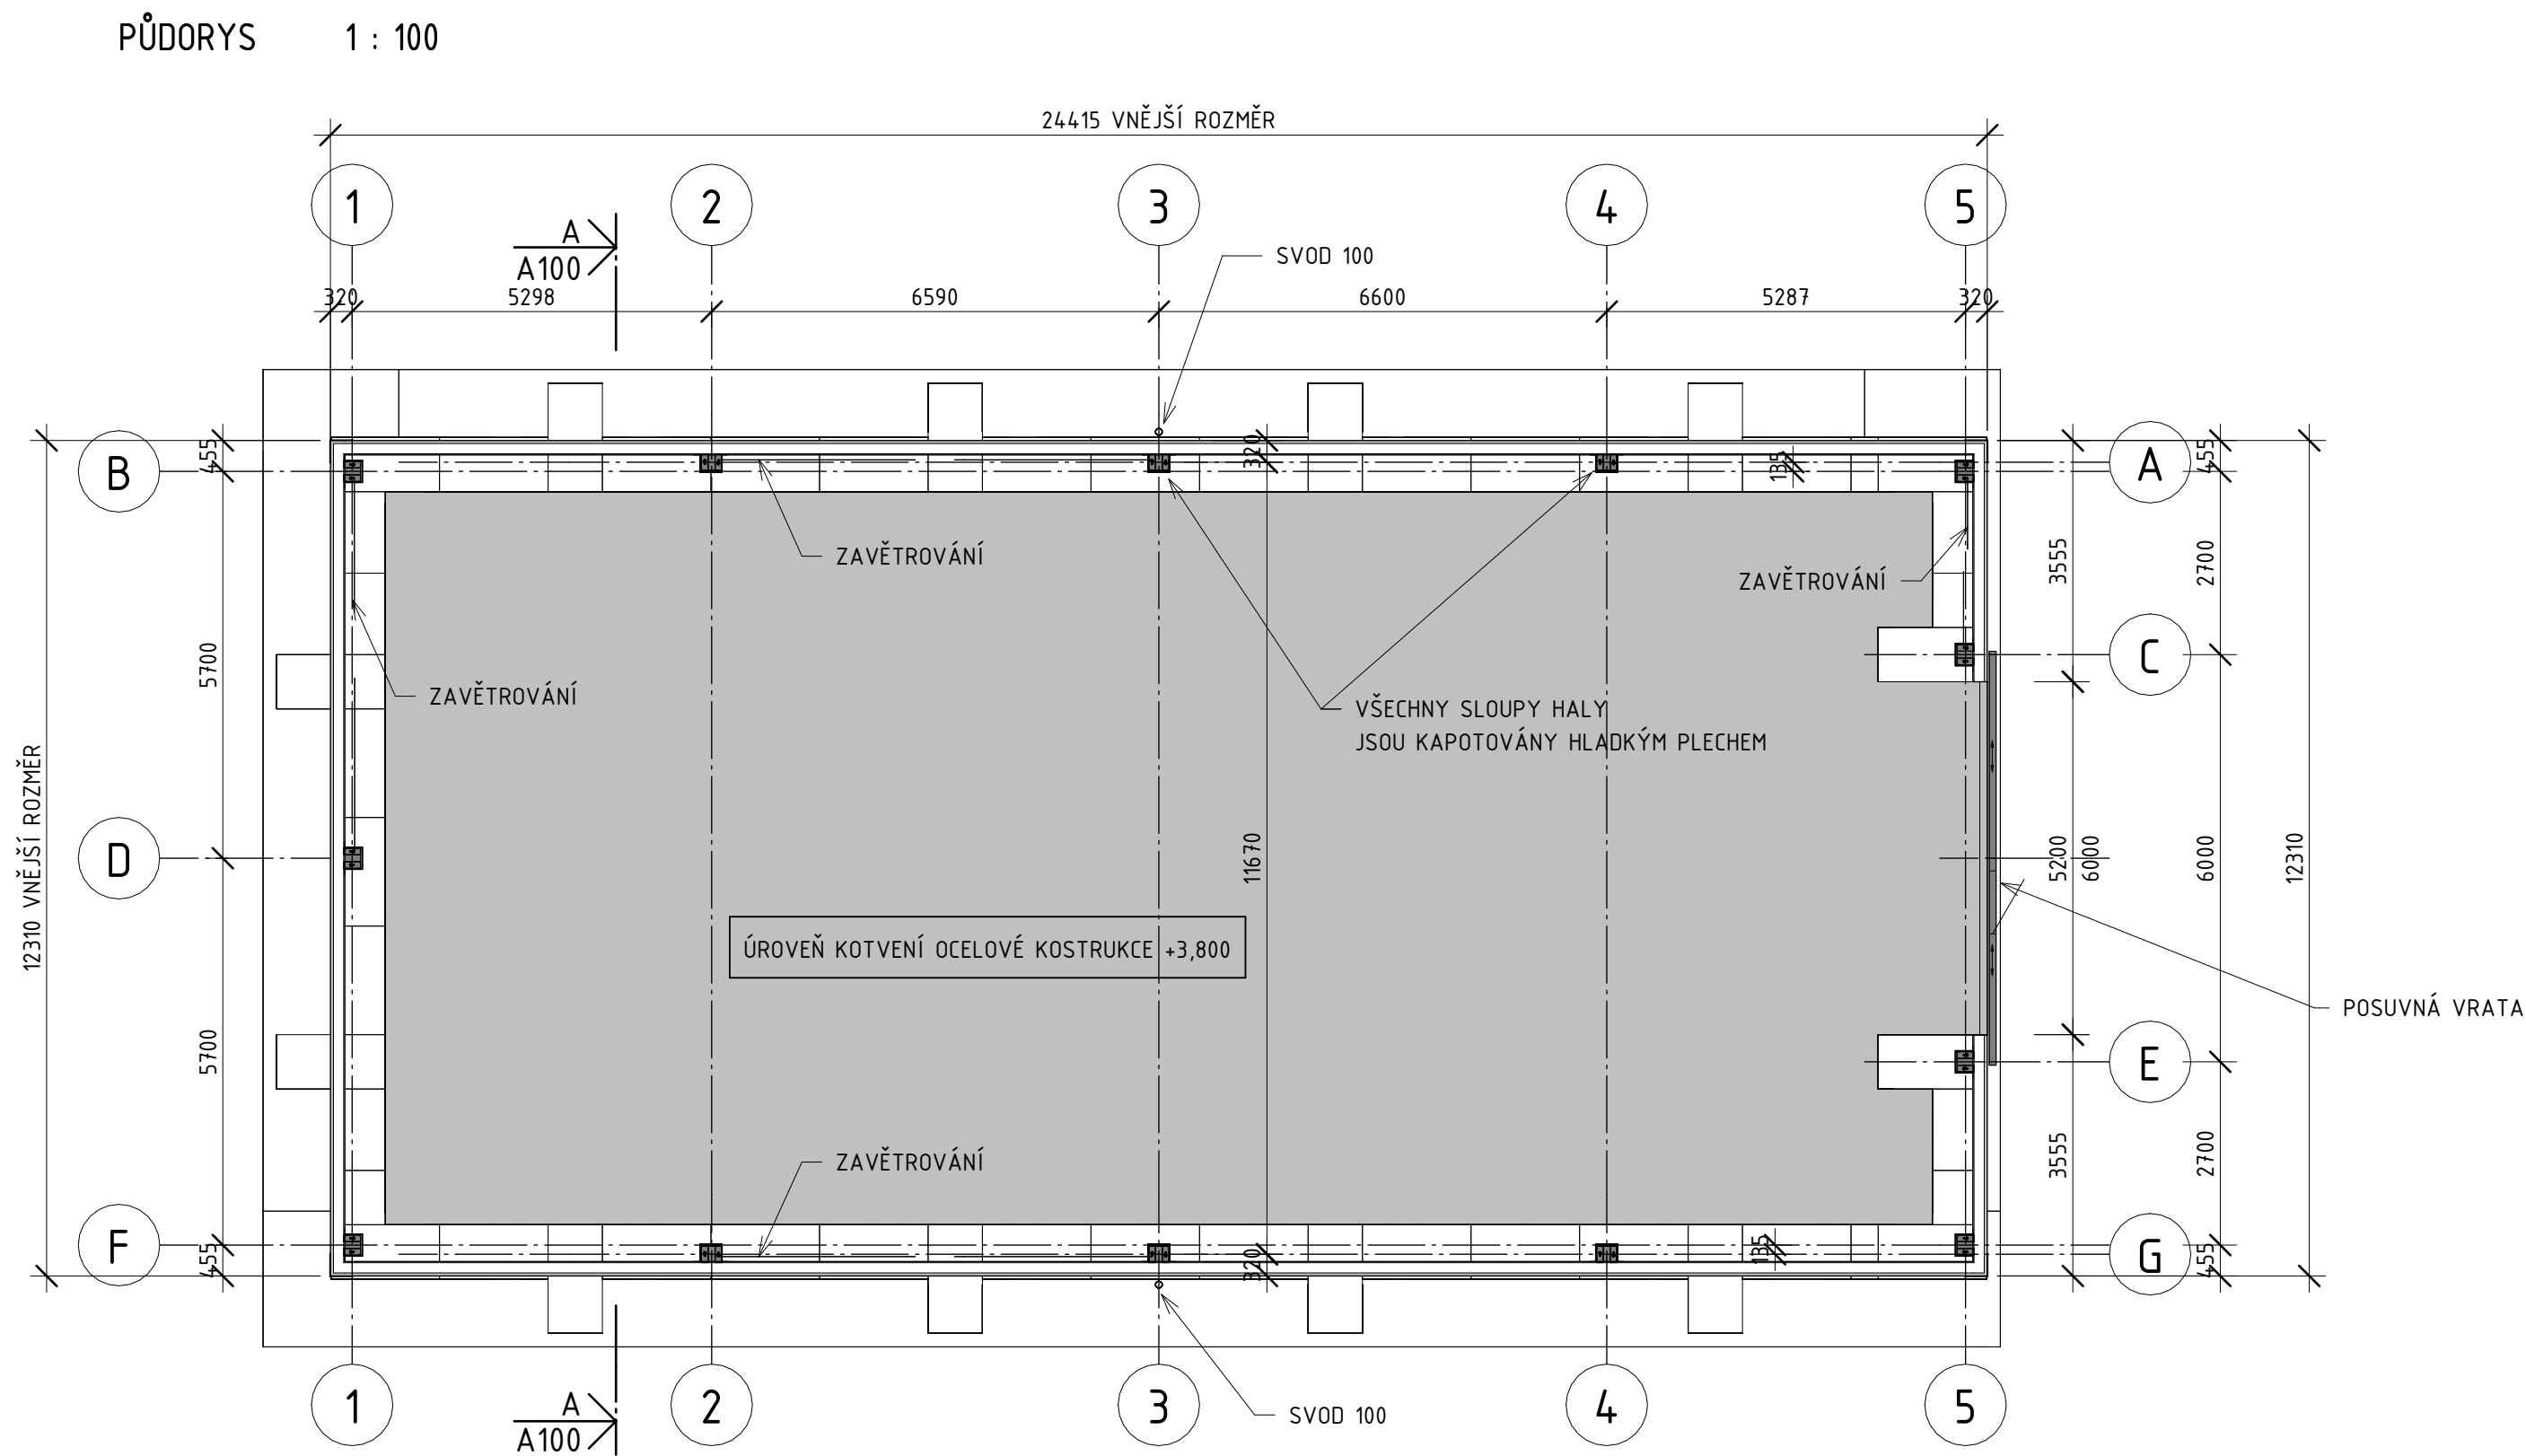 PŮDORYS 1 : 100
24415 VNĚJŠÍ ROZMĚR
1 2 3 4 5
A
A100
SVOD 100
320 5298 6590 6600 5287 320
455 320 135 455
B A
ZAVĚTROVÁNÍ
ZAVĚTROVÁNÍ
3555 2700
5700
ZAVĚTROVÁNÍ
C
VŠECHNY SLOUPY HALY
JSOU KAPOTOVÁNY HLADKÝM PLECHEM
12310 VNĚJŠÍ ROZMĚR
D
11670
5200 6000 6000 12310
ÚROVEŇ KOTVENÍ OCELOVÉ KOSTRUKCE +3,800
POSUVNÁ VRATA
5700
E
ZAVĚTROVÁNÍ
3555 2700
F G
455 320 135 455
1 2 3 4 5
A
A100
SVOD 100